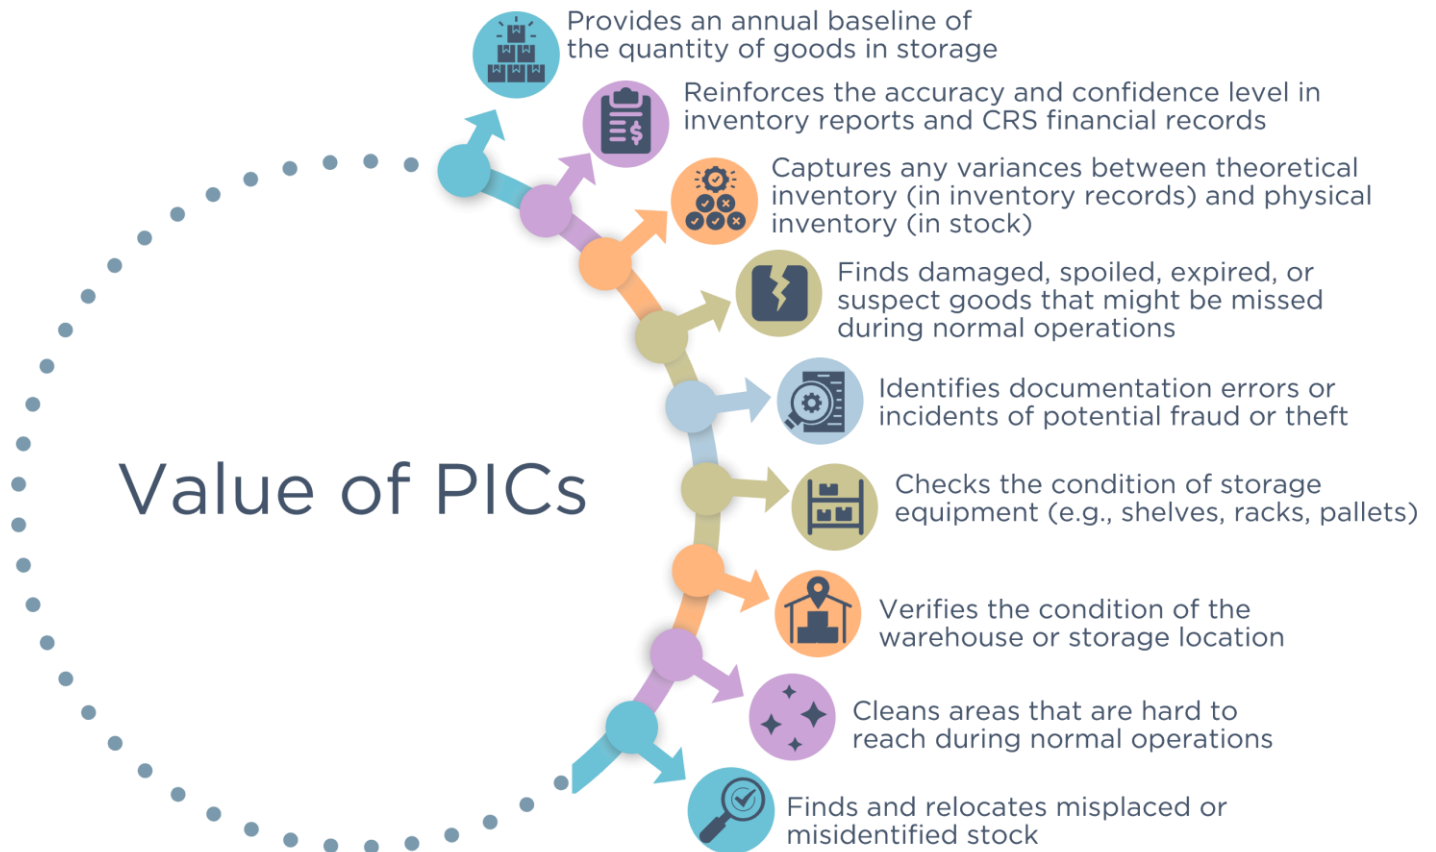 Provides an annual baseline of
the quantity of goods in storage
Reinforces the accuracy and confidence level in
inventory reports and CRS financial records
Captures any variances between theoretical
inventory (in inventory records) and physical
inventory (in stock)
Finds damaged, spoiled, expired, or
suspect goods that might be missed
during normal operations
Identifies documentation errors or
incidents of potential fraud or theft
Value of PICs
Checks the condition of storage
equipment (e.g., shelves, racks, pallets)
Verifies the condition of the
warehouse or storage location
Cleans areas that are hard to
reach during normal operations
Finds and relocates misplaced or
misidentified stock